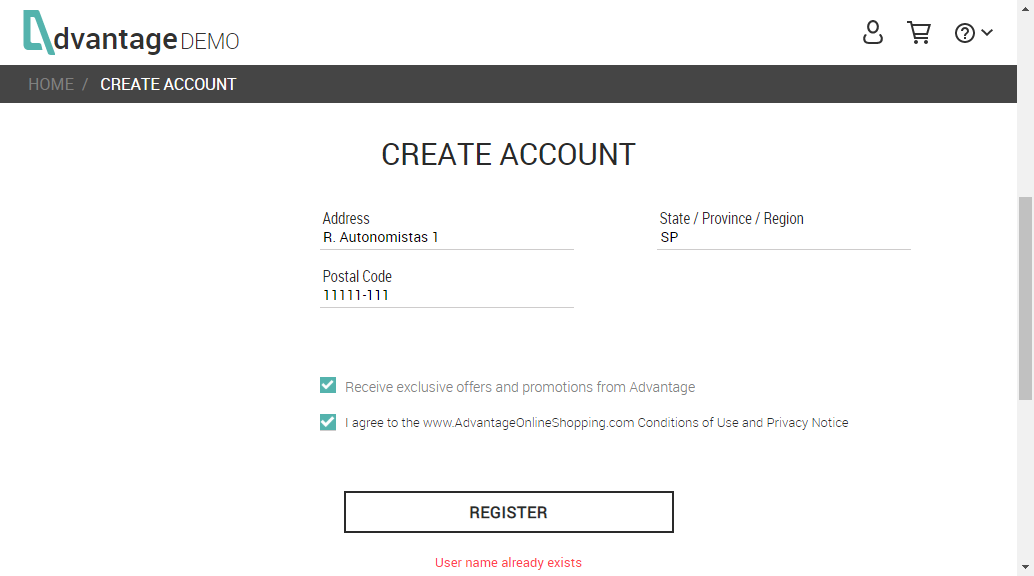 dvantage DEMO
HOME / CREATE ACCOUNT
CREATE ACCOUNT
Address
R. Autonomistas 1
State / Province / Region
SP
Postal Code
11111-111
Receive exclusive offers and promotions from Advantage
I agree to the www.AdvantageOnlineShopping.com Conditions of Use and Privacy Notice
REGISTER
User name already exists